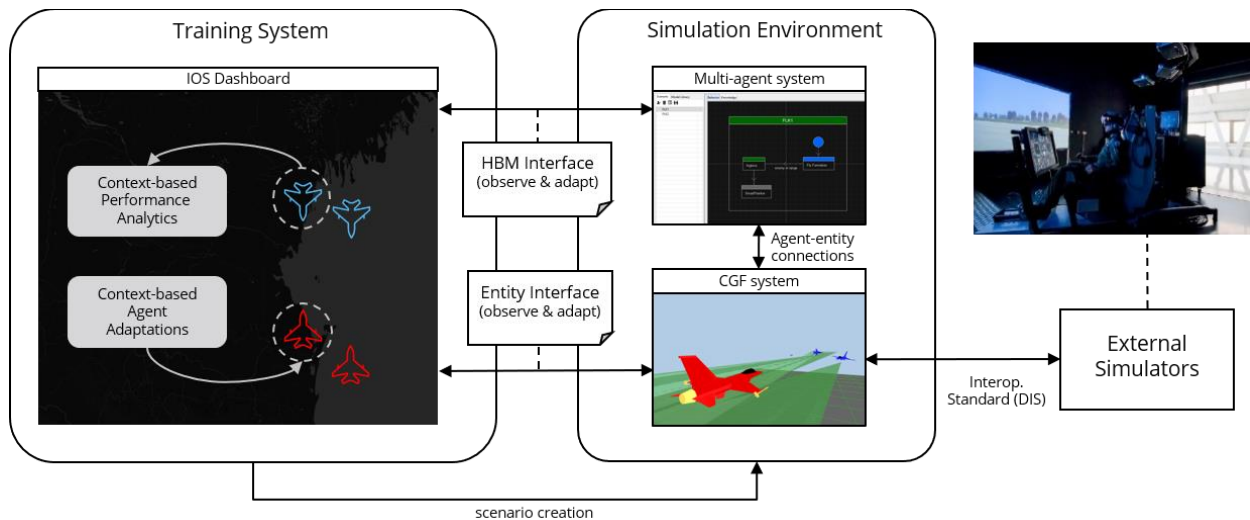 Training System
IOS Dashboard
Context-based
Performance
Analytics
Context-based
Agent
Adaptations
HBM Interface
(observe & adapt)
Entity Interface
(observe & adapt)
Simulation Environment
Multi-agent system
Agent-entity
connections
CGF system
Interop.
Standard (DIS)
External
Simulators
scenario creation